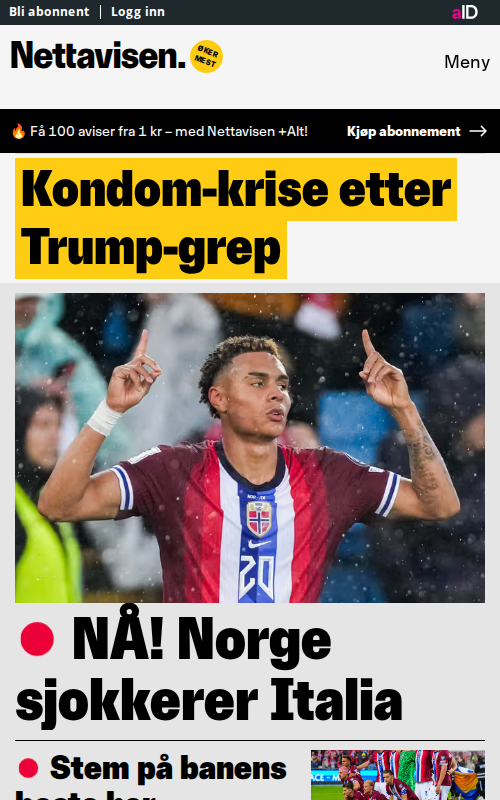 Bli abonnent | Logg inn
aID
Nettavisen.
ØKER
MEST
Meny
🔥 Få 100 aviser fra 1 kr – med Nettavisen +Alt!
Kjøp abonnement →
Kondom-krise etter
Trump-grep
20
NÅ! Norge
sjokkerer Italia
Stem på banens